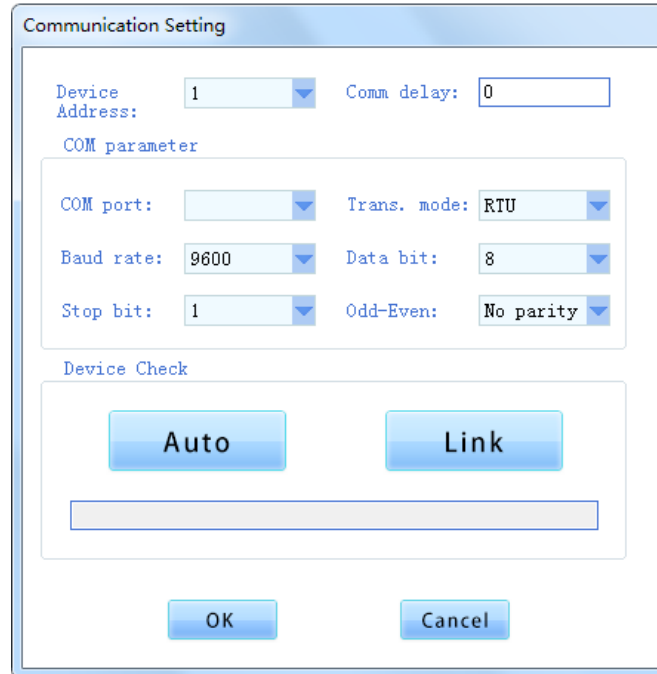 Communication Setting
Device Address: 1 Comm delay: 0
COM parameter
COM port: Trans. mode: RTU
Baud rate: 9600 Data bit: 8
Stop bit: 1 Odd-Even: No parity
Device Check
Auto Link
OK Cancel